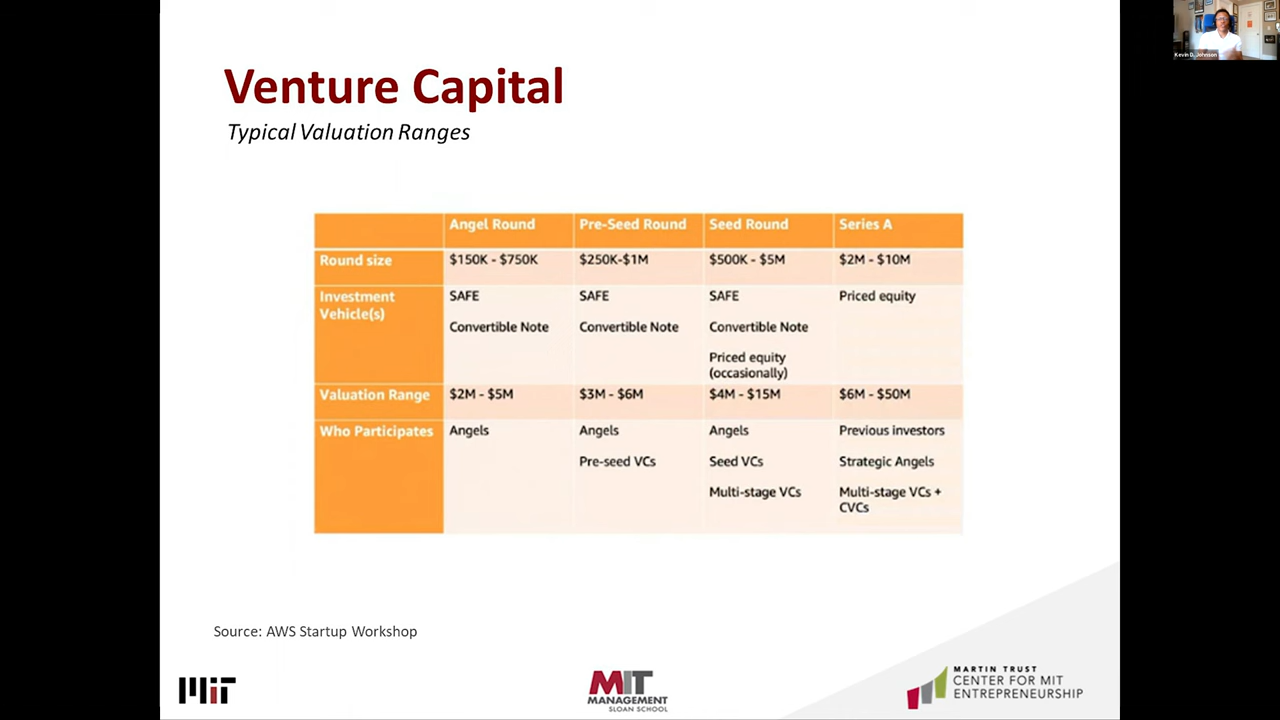 Kevin D. Johnson
Venture Capital
Typical Valuation Ranges
Angel Round Pre-Seed Round Seed Round Series A
Round size $150K - $750K $250K-$1M $500K - $5M $2M - $10M
Investment SAFE SAFE SAFE Priced equity
Vehicle(s)
Convertible Note Convertible Note Convertible Note
Priced equity
(occasionally)
Valuation Range $2M - $5M $3M - $6M $4M - $15M $6M - $50M
Who Participates Angels Angels Angels Previous investors
Pre-seed VCs Seed VCs Strategic Angels
Multi-stage VCs Multi-stage VCs +
CVCs
Source: AWS Startup Workshop
MIT
MIT
MANAGEMENT
SLOAN SCHOOL
MARTIN TRUST
CENTER FOR MIT
ENTREPRENEURSHIP